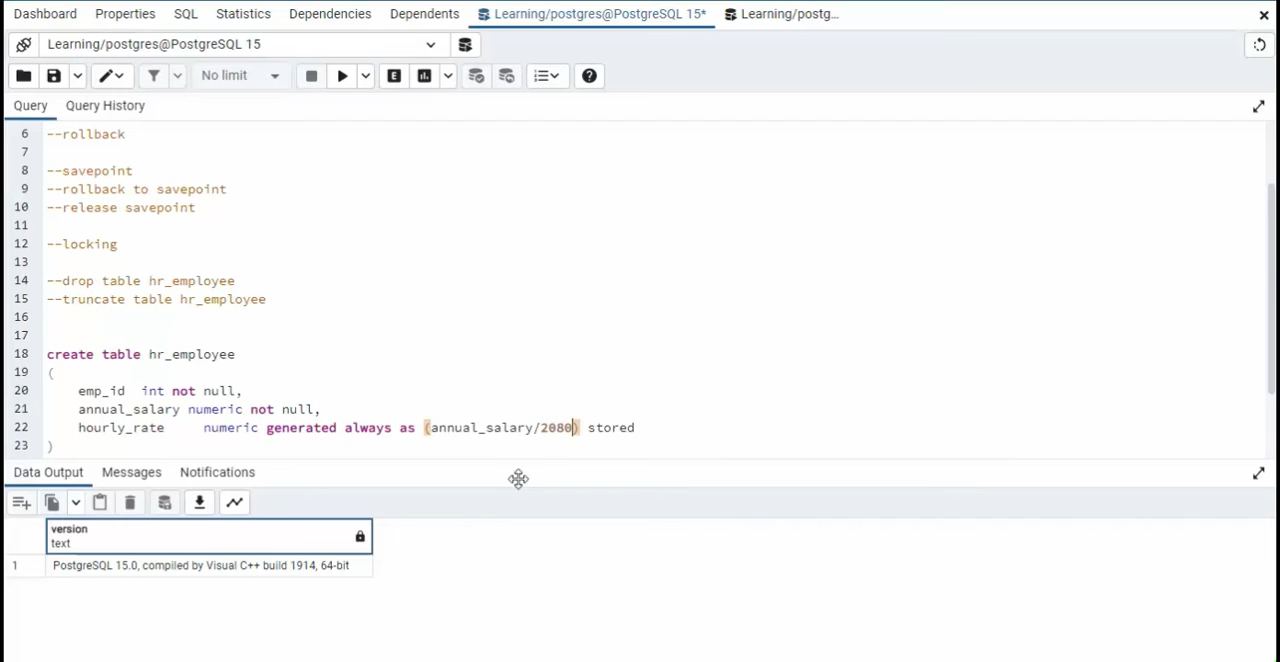 Dashboard Properties SQL Statistics Dependencies Dependents Learning/postgres@PostgreSQL 15* Learning/postg...
Learning/postgres@PostgreSQL 15
No limit E
Query Query History
6 --rollback
7
8 --savepoint
9 --rollback to savepoint
10 --release savepoint
11
12 --locking
13
14 --drop table hr_employee
15 --truncate table hr_employee
16
17
18 create table hr_employee
19 (
20 emp_id int not null,
21 annual_salary numeric not null,
22 hourly_rate numeric generated always as (annual_salary/2080) stored
23 )
Data Output Messages Notifications
version
text
1 PostgreSQL 15.0, compiled by Visual C++ build 1914, 64-bit